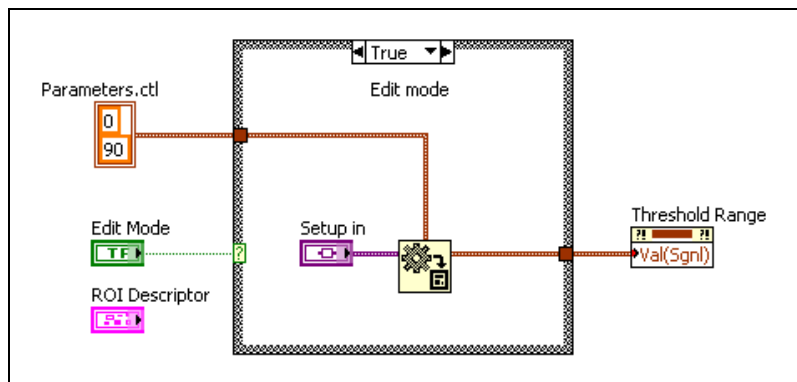 True
Parameters.ctl
Edit mode
0
90
Threshold Range
Edit Mode
Setup in
?! ?!
TF
?
Val(Sgnl)
ROI Descriptor